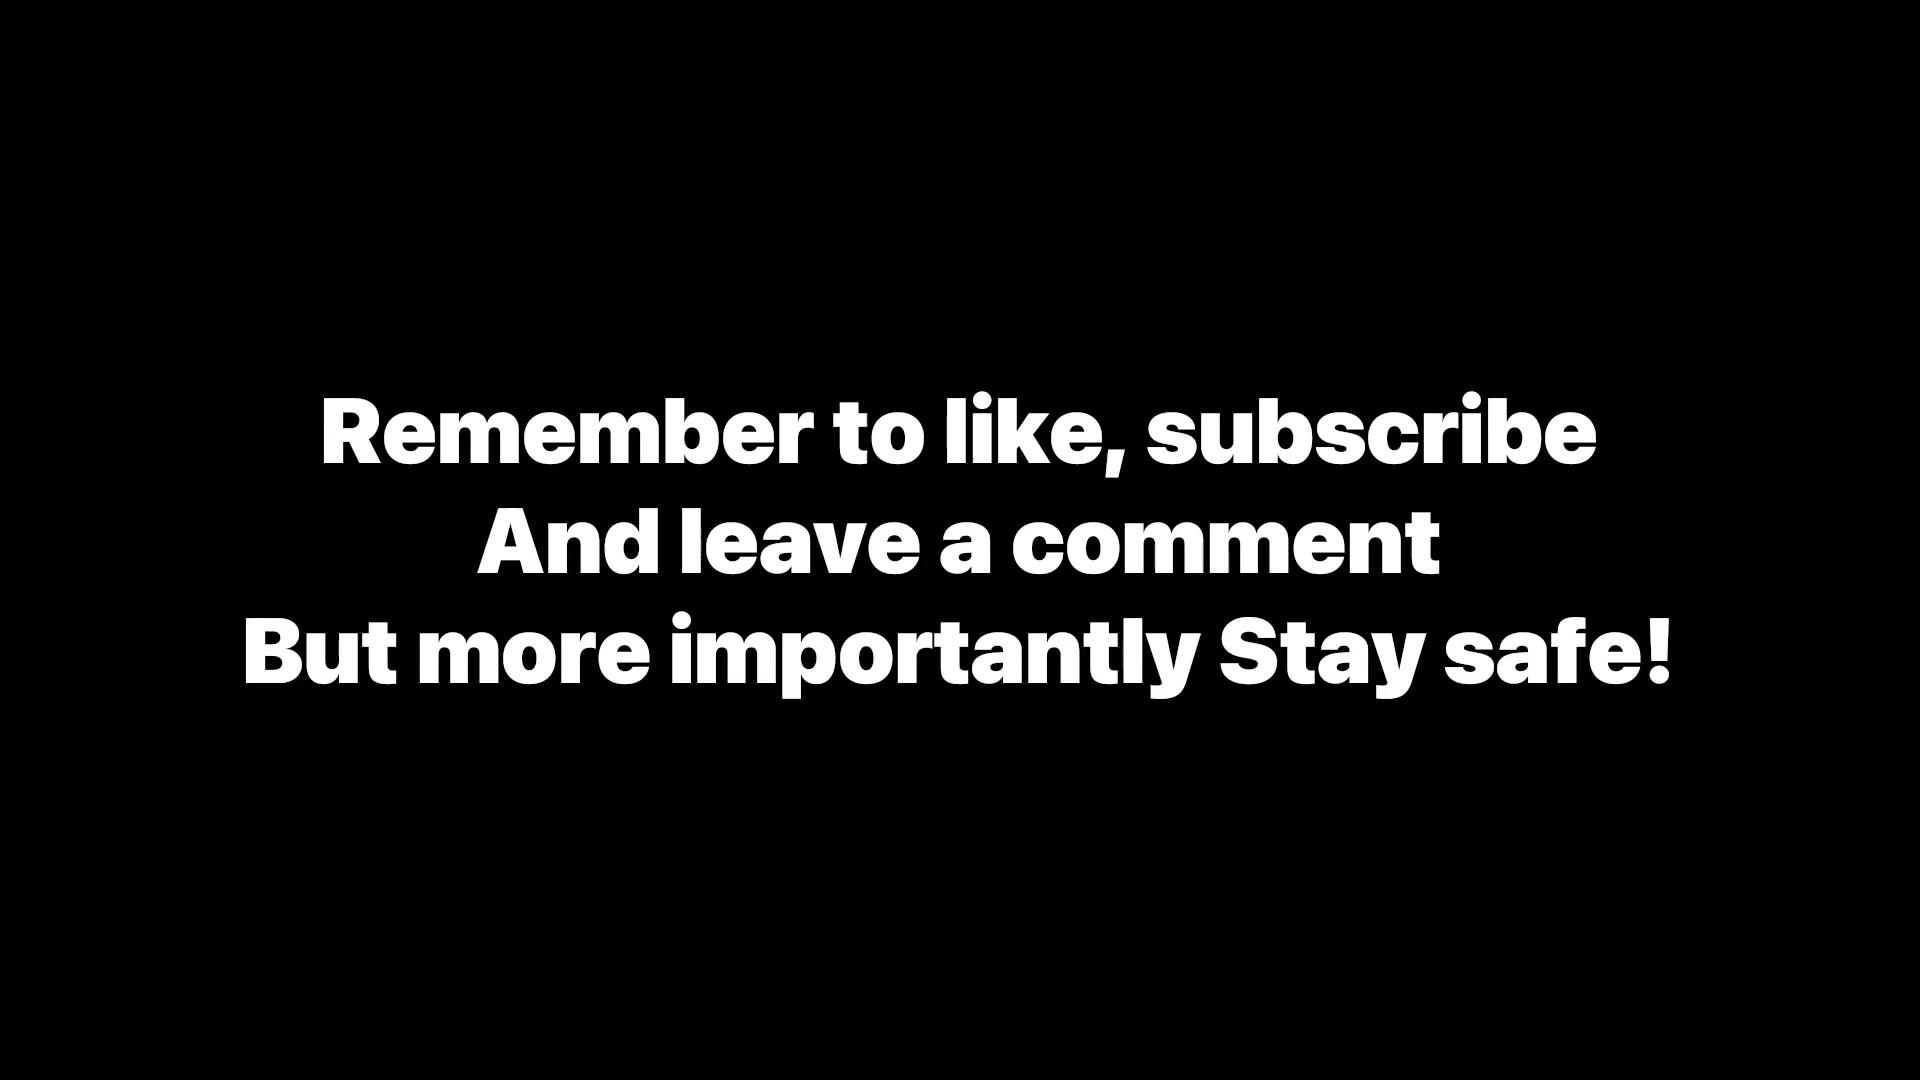 Remember to like, subscribe
And leave a comment
But more importantly Stay safe!